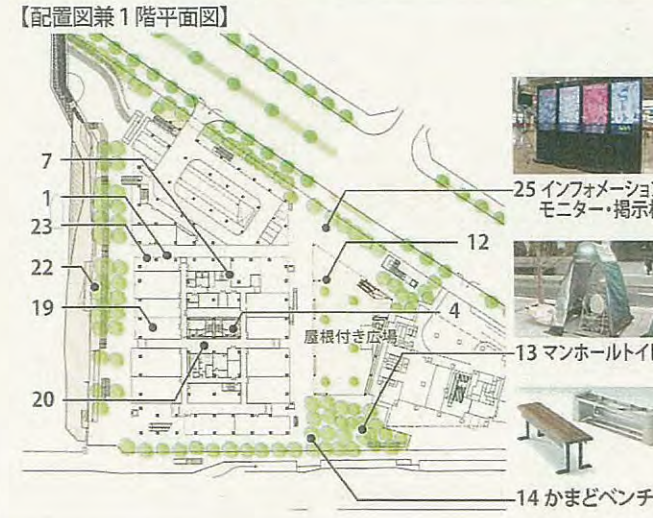 【配置図兼1階平面図】
7
1
23
22
19
20
25 インフォメーション
モニター・掲示
12
4
屋根付き広場
13 マンホールトイレ
14 かまどベンチ